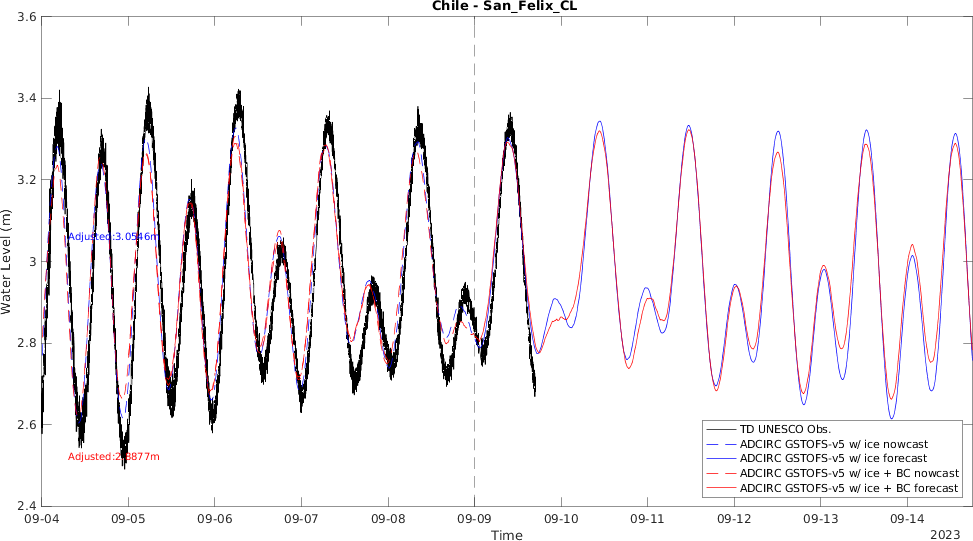 Chile - San_Felix_CL
3.6
3.4
3.2
3
2.8
2.6
2.4
Water Level (m)
Adjusted:3.0546m
Adjusted:2.8877m
TD UNESCO Obs.
ADCIRC GSTOFS-v5 w/ ice nowcast
ADCIRC GSTOFS-v5 w/ ice forecast
ADCIRC GSTOFS-v5 w/ ice + BC nowcast
ADCIRC GSTOFS-v5 w/ ice + BC forecast
09-04 09-05 09-06 09-07 09-08 09-09 09-10 09-11 09-12 09-13 09-14
Time
2023